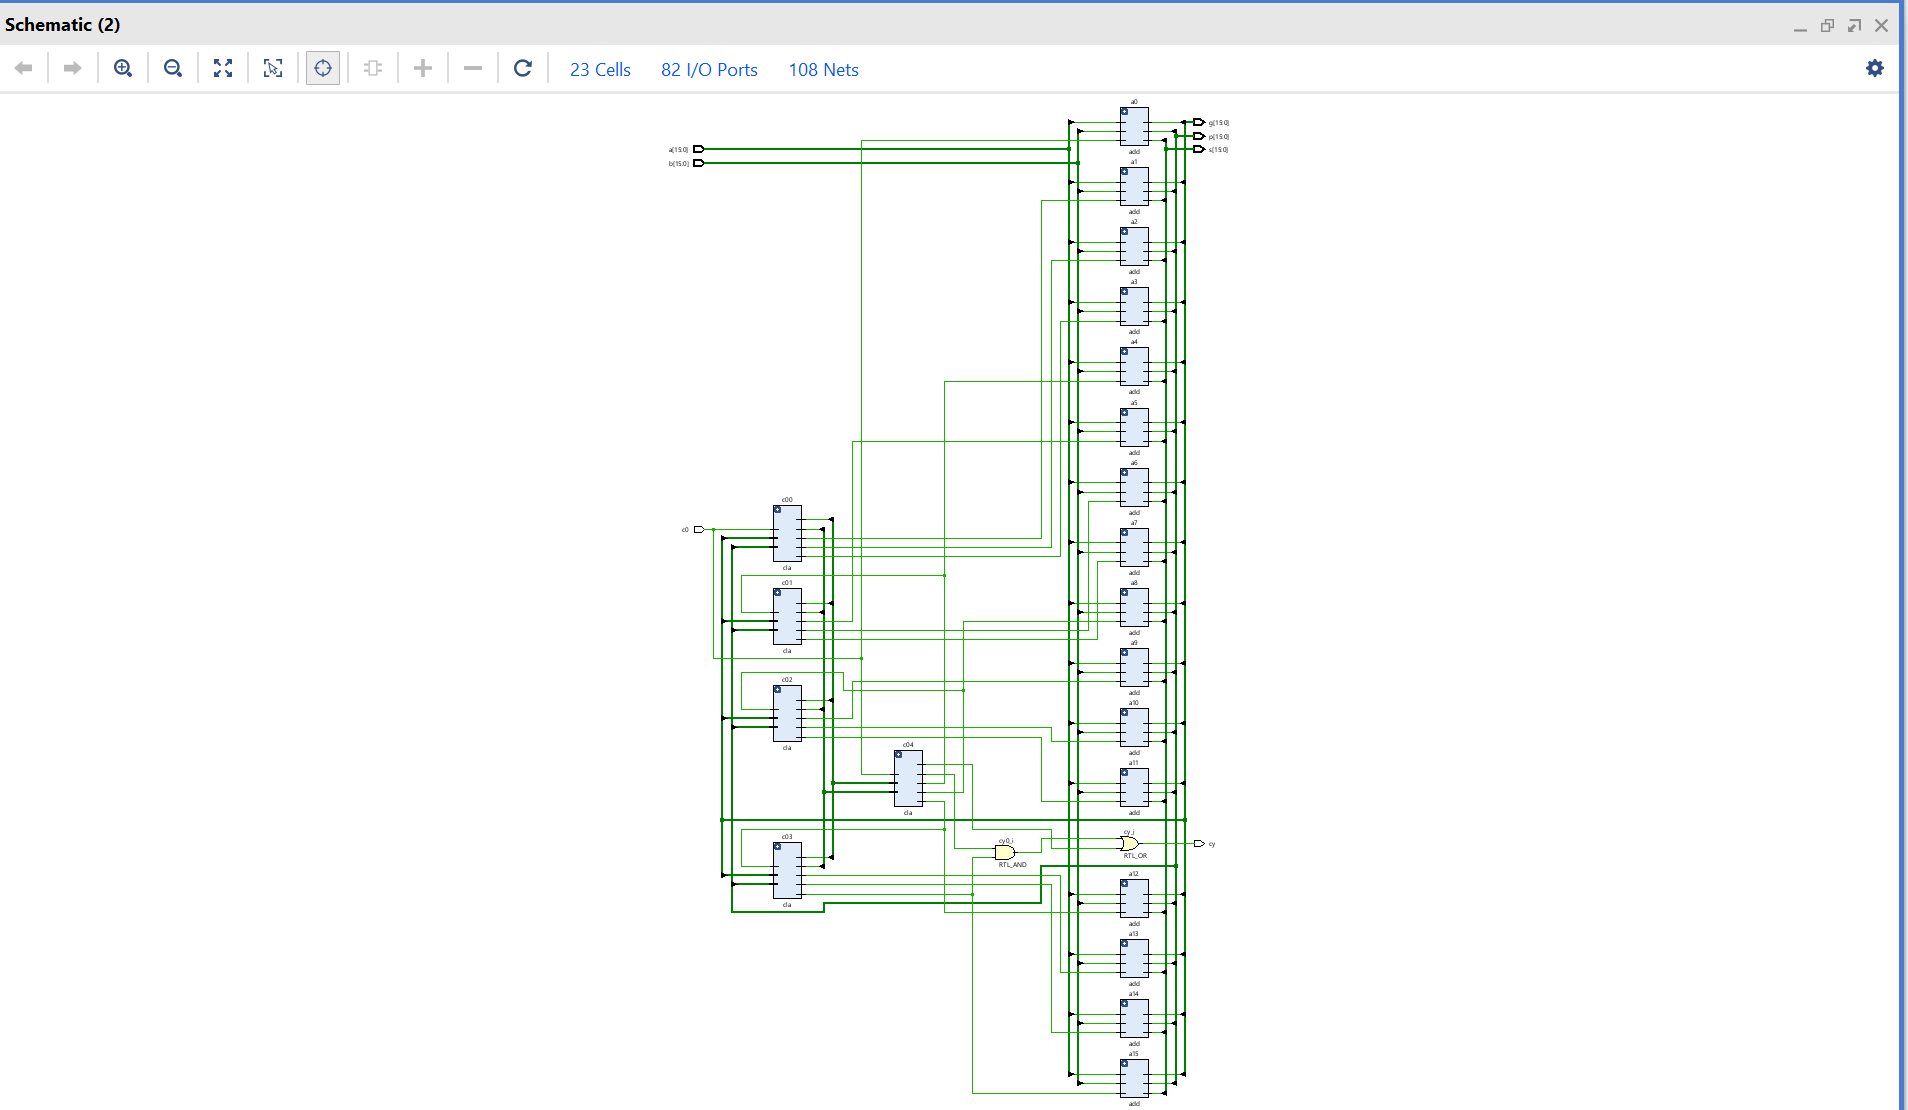 Schematic (2)
23 Cells 82 I/O Ports 108 Nets
a0
g[15:0]
p[15:0]
a[15:0]
s[15:0]
add
b[15:0]
a1
add
a2
add
a3
add
a4
add
a5
add
a6
c00
add
a7
c0
cla
add
c01
a8
add
a9
cla
c02
add
a10
c04
cla
add
a11
cla
add
c03
cy0_i
cy_i
cy
RTL_OR
RTL_AND
a12
cla
add
a13
add
a14
add
a15
add